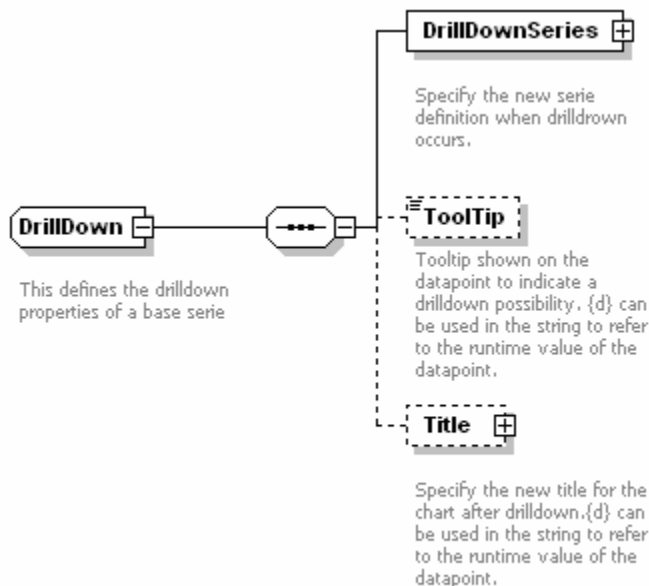 DrillDownSeries
Specify the new serie
definition when drilldrown
occurs.
DrillDown
This defines the drilldown
properties of a base serie
ToolTip
Tooltip shown on the
datapoint to indicate a
drilldown possibility. {d} can
be used in the string to refer
to the runtime value of the
datapoint.
Title
Specify the new title for the
chart after drilldown.{d} can
be used in the string to refer
to the runtime value of the
datapoint.